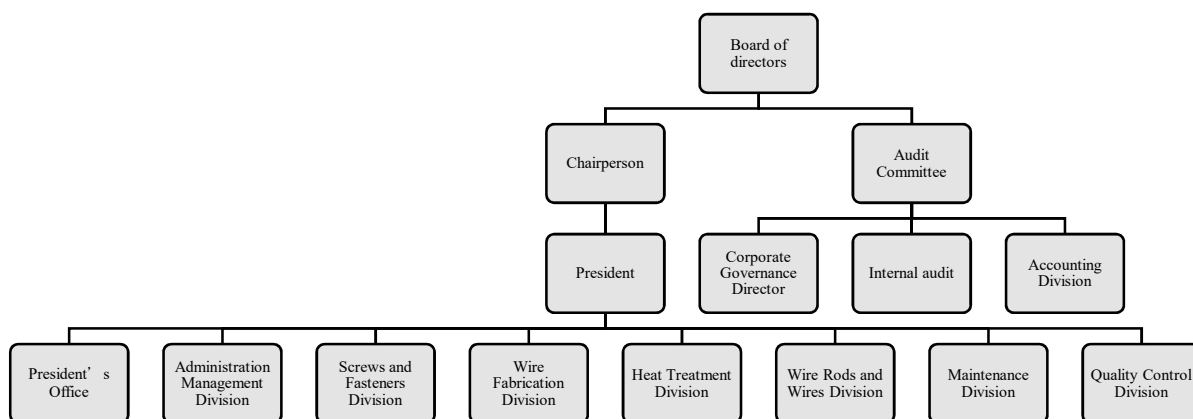 Board of
directors
Chairperson
Audit
Committee
President
Corporate
Governance
Director
Internal audit
Accounting
Division
President’s
Office
Administration
Management
Division
Screws and
Fasteners
Division
Wire
Fabrication
Division
Heat Treatment
Division
Wire Rods and
Wires Division
Maintenance
Division
Quality Control
Division